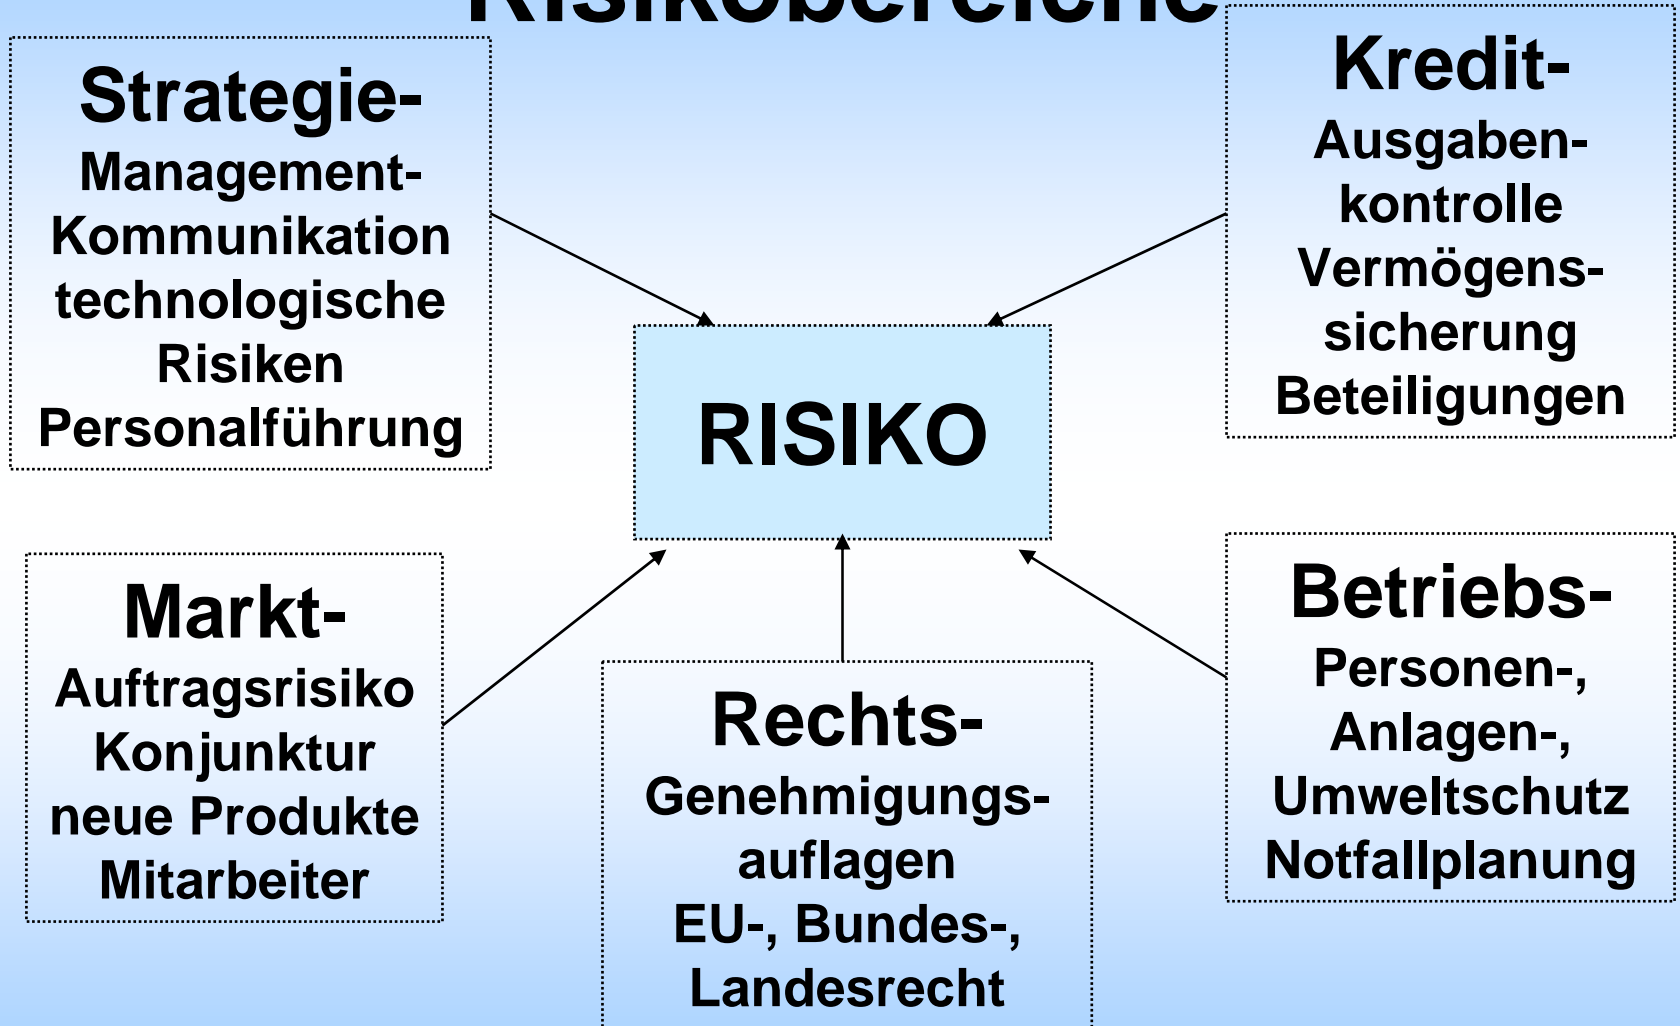 Risikobereiche
Strategie-
Management-
Kommunikation
technologische
Risiken
Personalführung
Kredit-
Ausgaben-
kontrolle
Vermögens-
sicherung
Beteiligungen
RISIKO
Markt-
Auftragsrisiko
Konjunktur
neue Produkte
Mitarbeiter
Rechts-
Genehmigungs-
auflagen
EU-, Bundes-,
Landesrecht
Betriebs-
Personen-,
Anlagen-,
Umweltschutz
Notfallplanung